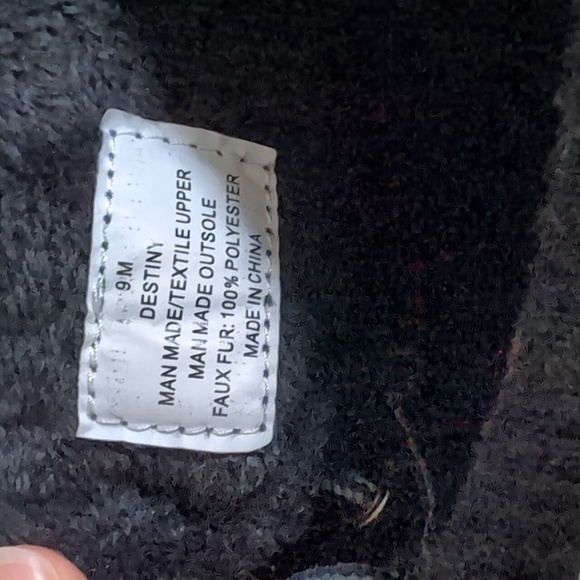 9 M
DESTINY
MAN MADE/TEXTILE UPPER
MAN MADE OUTSOLE
FAUX FUR: 100% POLYESTER
MADE IN CHINA